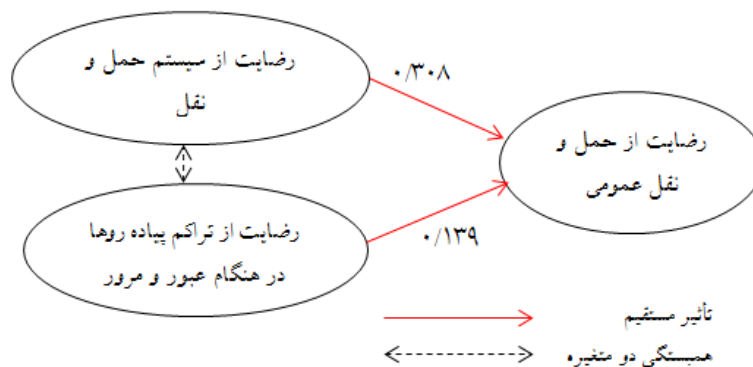 رضایت از سیستم حمل و
نقل
۰/۳۰۸
رضایت از حمل و
نقل عمومی
رضایت از تراکم پیاده روها
در هنگام عبور و مرور
۰/۱۳۹
تأثیر مستقیم
همبستگی دو متغیره